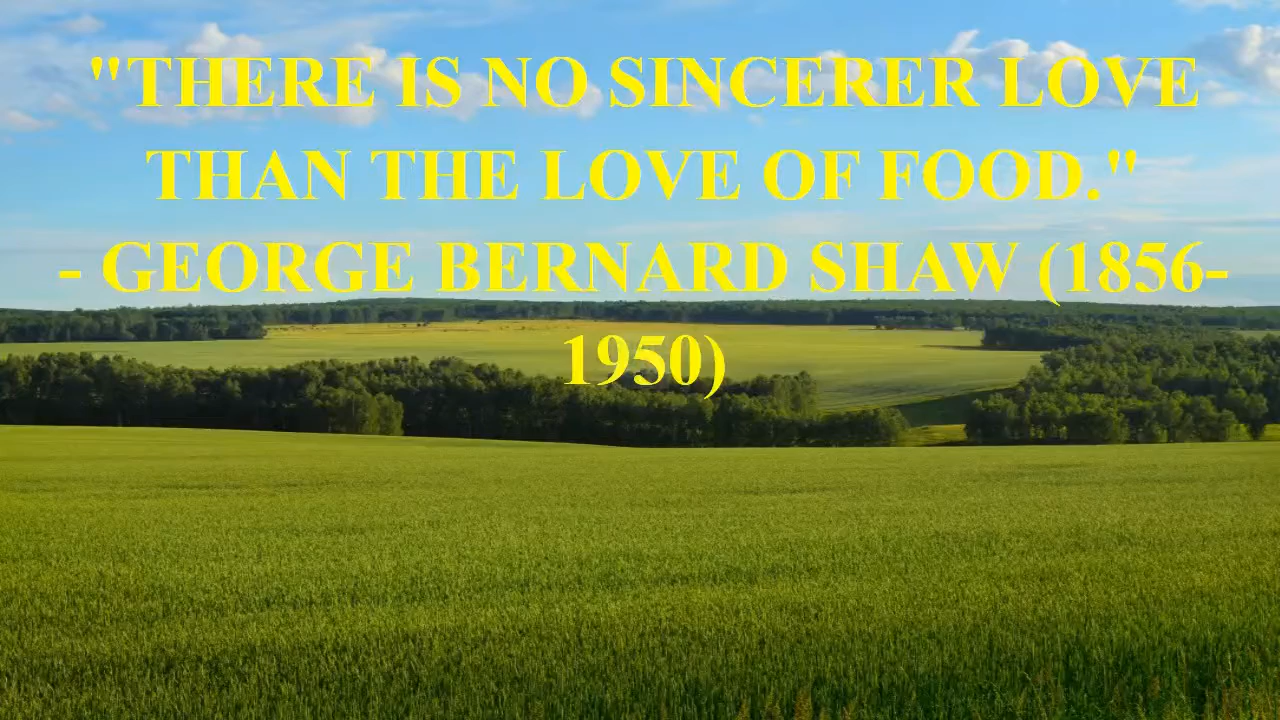 "THERE IS NO SINCERER LOVE
THAN THE LOVE OF FOOD."
- GEORGE BERNARD SHAW (1856-
1950)